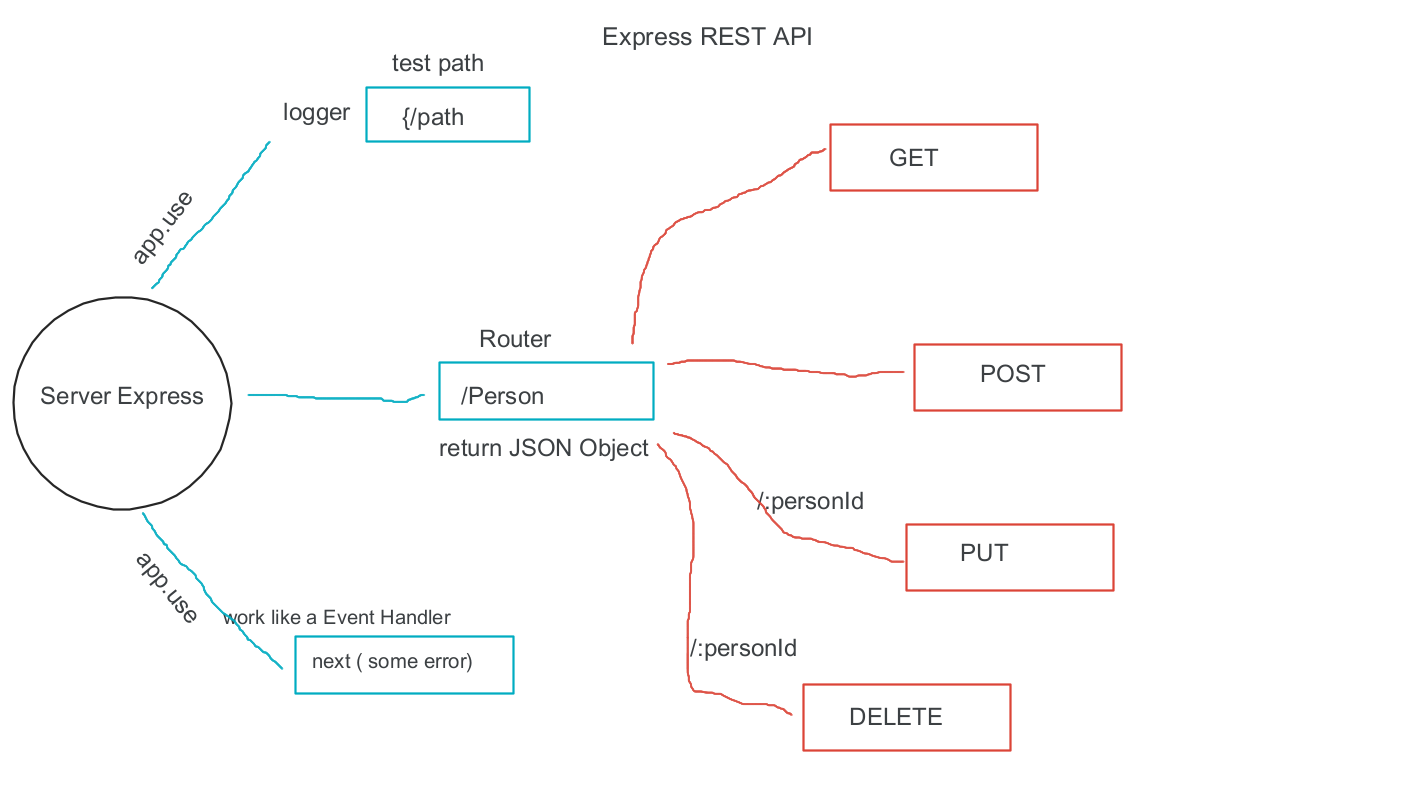 Express REST API
test path
logger
{/path
app.use
GET
Server Express
Router
/Person
return JSON Object
POST
/:personId
PUT
app.use
work like a Event Handler
next ( some error)
/:personId
DELETE